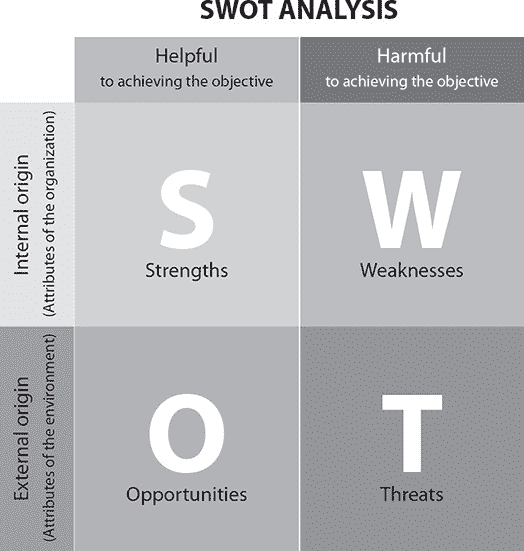 SWOT ANALYSIS
Helpful
to achieving the objective
Harmful
to achieving the objective
Internal origin
(Attributes of the organization)
S
Strengths
W
Weaknesses
External origin
(Attributes of the environment)
O
Opportunities
T
Threats